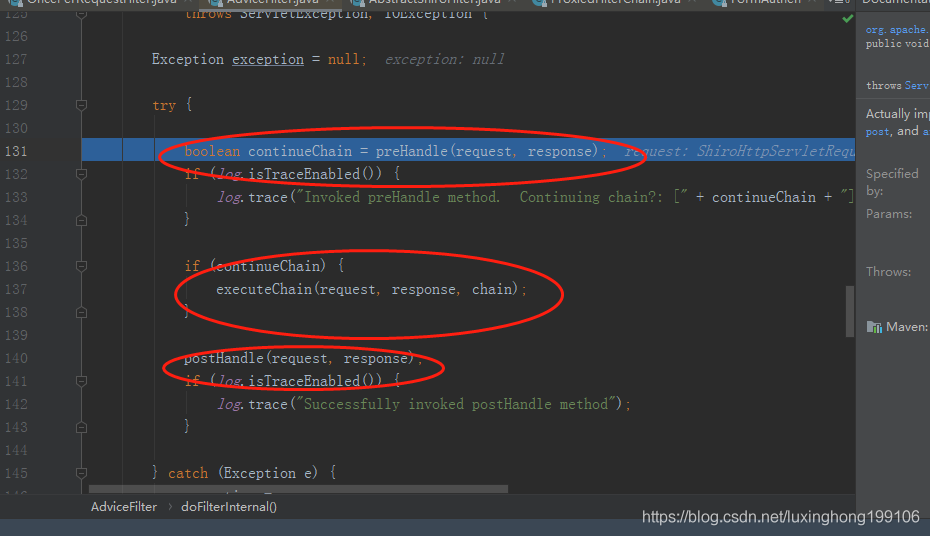 OncePerRequestFilter.java
AdviceFilter.java
AbstractShiroFilter.java
ProxiedFilterChain.java
FormAuthen
Documentat
125 throws ServletException, IOException {
126
127 Exception exception = null; exception: null
128
129 try {
130
131 boolean continueChain = preHandle(request, response); request: ShiroHttpServletRequ
132 if (log.isTraceEnabled()) {
133 log.trace("Invoked preHandle method.  Continuing chain?: [" + continueChain + "]
134 }
135
136 if (continueChain) {
137 executeChain(request, response, chain);
138 }
139
140 postHandle(request, response);
141 if (log.isTraceEnabled()) {
142 log.trace("Successfully invoked postHandle method");
143 }
144
145 } catch (Exception e) {
AdviceFilter › doFilterInternal()
org.apache.
public void
throws Serv
Actually imp
post, and a
Specified
by:
Params:
Throws:
Maven:
https://blog.csdn.net/luxinghong199106